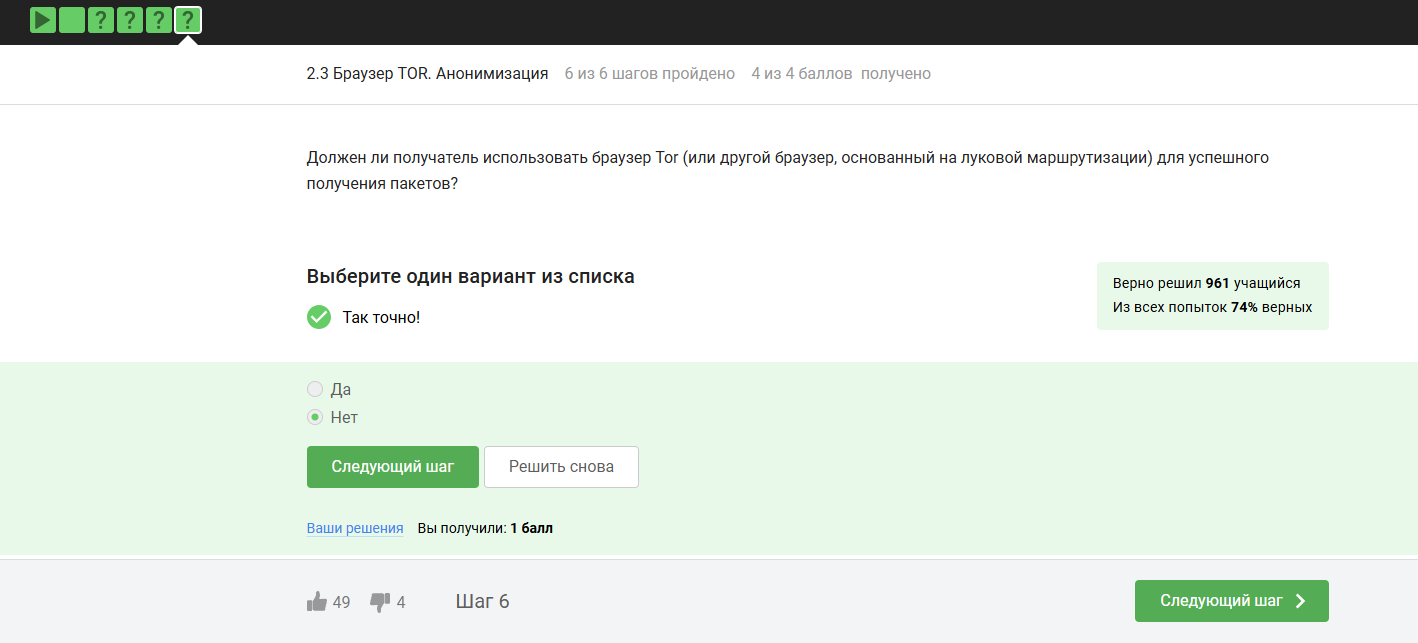 ? ? ? ?
2.3 Браузер TOR. Анонимизация 6 из 6 шагов пройдено 4 из 4 баллов получено
Должен ли получатель использовать браузер Tor (или другой браузер, основанный на луковой маршрутизации) для успешного
получения пакетов?
Выберите один вариант из списка
Так точно!
Верно решил 961 учащийся
Из всех попыток 74% верных
Да
Нет
Следующий шаг Решить снова
Ваши решения Вы получили: 1 балл
49 4 Шаг 6 Следующий шаг